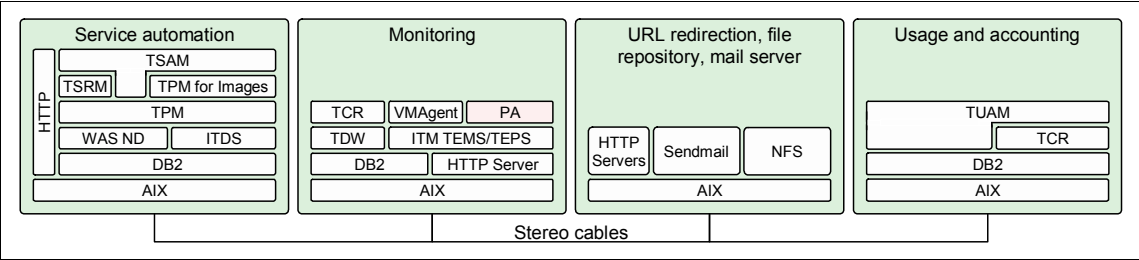 Service automation
HTTP
TSAM
TSRM
TPM for Images
TPM
WAS ND
ITDS
DB2
AIX
Monitoring
TCR
VMAgent
PA
TDW
ITM TEMS/TEPS
DB2
HTTP Server
AIX
URL redirection, file
repository, mail server
HTTP
Servers
Sendmail
NFS
AIX
Usage and accounting
TUAM
TCR
DB2
AIX
Stereo cables